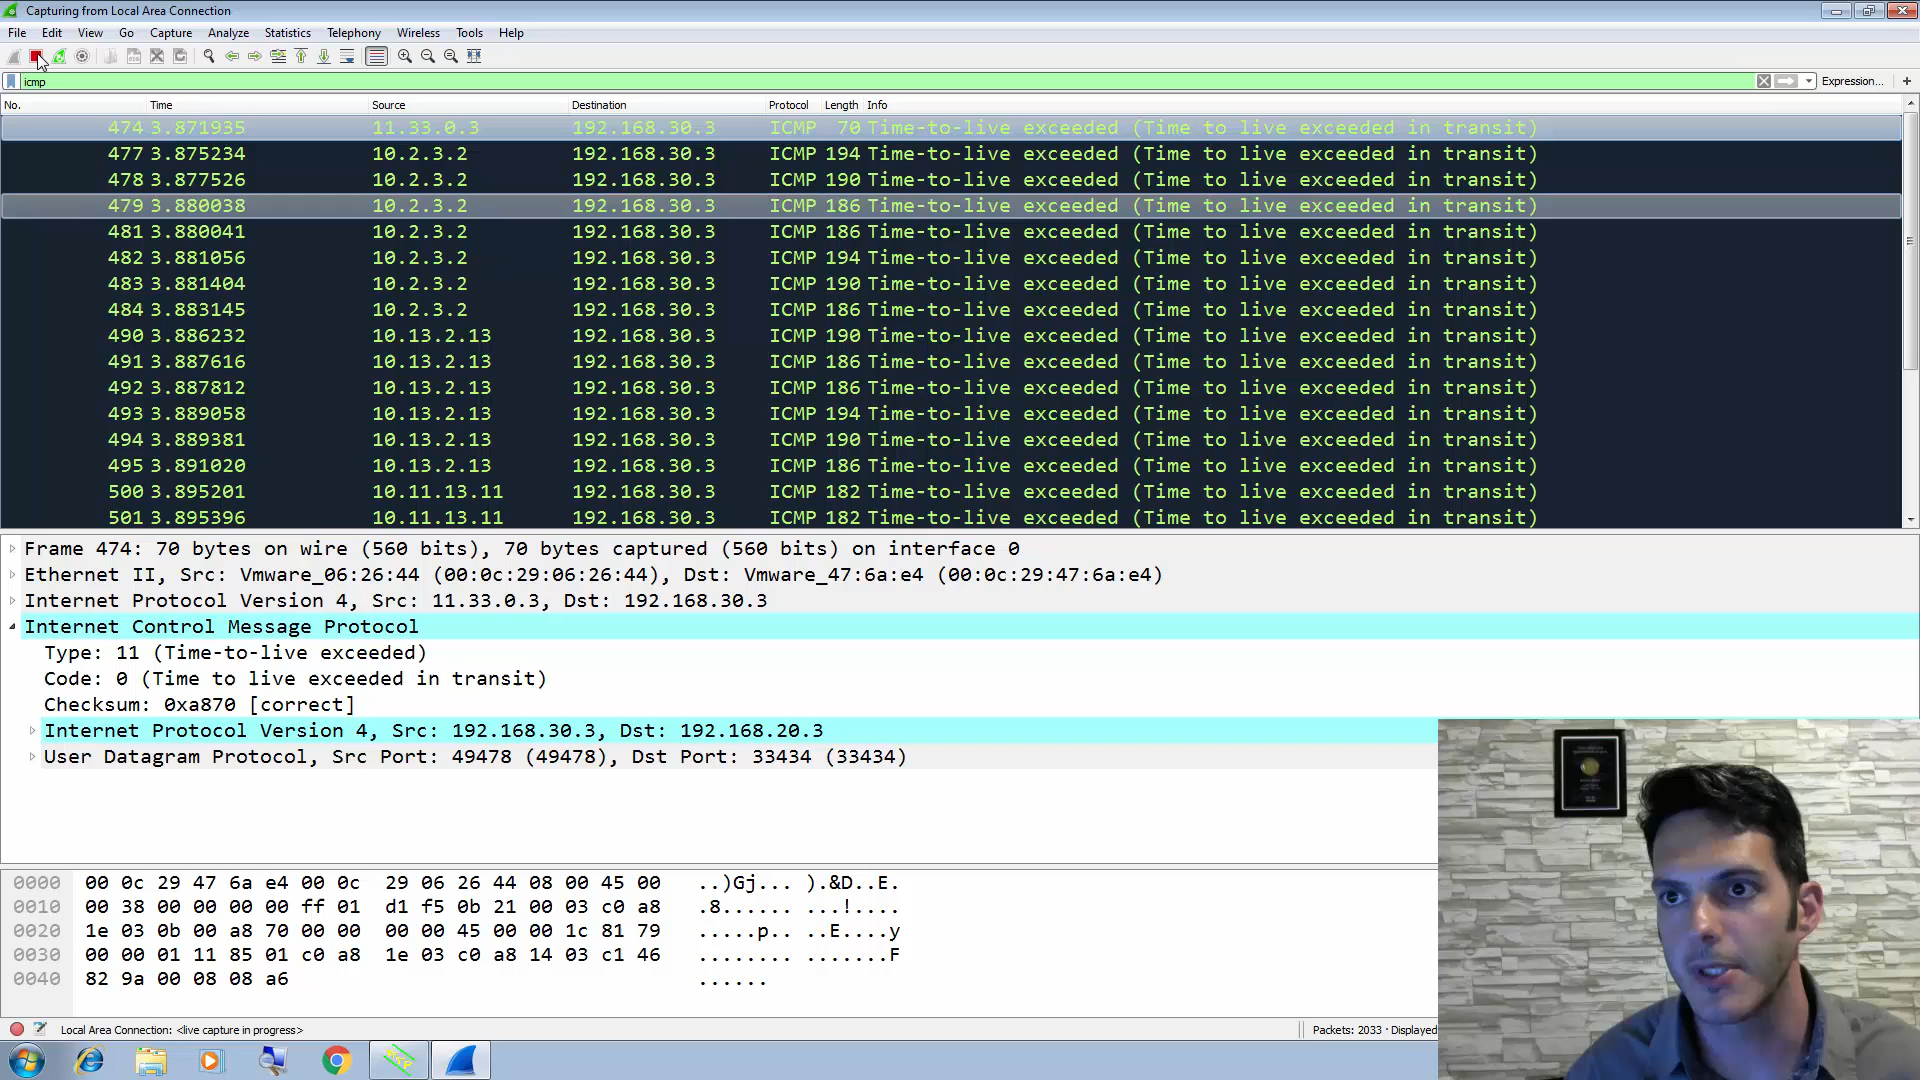 Capturing from Local Area Connection
File Edit View Go Capture Analyze Statistics Telephony Wireless Tools Help
icmp Expression... +
No. Time Source Destination Protocol Length Info
474 3.871935 11.33.0.3 192.168.30.3 ICMP 70 Time-to-live exceeded (Time to live exceeded in transit)
477 3.875234 10.2.3.2 192.168.30.3 ICMP 194 Time-to-live exceeded (Time to live exceeded in transit)
478 3.877526 10.2.3.2 192.168.30.3 ICMP 190 Time-to-live exceeded (Time to live exceeded in transit)
479 3.880038 10.2.3.2 192.168.30.3 ICMP 186 Time-to-live exceeded (Time to live exceeded in transit)
481 3.880041 10.2.3.2 192.168.30.3 ICMP 186 Time-to-live exceeded (Time to live exceeded in transit)
482 3.881056 10.2.3.2 192.168.30.3 ICMP 194 Time-to-live exceeded (Time to live exceeded in transit)
483 3.881404 10.2.3.2 192.168.30.3 ICMP 190 Time-to-live exceeded (Time to live exceeded in transit)
484 3.883145 10.2.3.2 192.168.30.3 ICMP 186 Time-to-live exceeded (Time to live exceeded in transit)
490 3.886232 10.13.2.13 192.168.30.3 ICMP 190 Time-to-live exceeded (Time to live exceeded in transit)
491 3.887616 10.13.2.13 192.168.30.3 ICMP 186 Time-to-live exceeded (Time to live exceeded in transit)
492 3.887812 10.13.2.13 192.168.30.3 ICMP 186 Time-to-live exceeded (Time to live exceeded in transit)
493 3.889058 10.13.2.13 192.168.30.3 ICMP 194 Time-to-live exceeded (Time to live exceeded in transit)
494 3.889381 10.13.2.13 192.168.30.3 ICMP 190 Time-to-live exceeded (Time to live exceeded in transit)
495 3.891020 10.13.2.13 192.168.30.3 ICMP 186 Time-to-live exceeded (Time to live exceeded in transit)
500 3.895201 10.11.13.11 192.168.30.3 ICMP 182 Time-to-live exceeded (Time to live exceeded in transit)
501 3.895396 10.11.13.11 192.168.30.3 ICMP 182 Time-to-live exceeded (Time to live exceeded in transit)
Frame 474: 70 bytes on wire (560 bits), 70 bytes captured (560 bits) on interface 0
Ethernet II, Src: Vmware_06:26:44 (00:0c:29:06:26:44), Dst: Vmware_47:6a:e4 (00:0c:29:47:6a:e4)
Internet Protocol Version 4, Src: 11.33.0.3, Dst: 192.168.30.3
Internet Control Message Protocol
Type: 11 (Time-to-live exceeded)
Code: 0 (Time to live exceeded in transit)
Checksum: 0xa870 [correct]
Internet Protocol Version 4, Src: 192.168.30.3, Dst: 192.168.20.3
User Datagram Protocol, Src Port: 49478 (49478), Dst Port: 33434 (33434)
0000 00 0c 29 47 6a e4 00 0c 29 06 26 44 08 00 45 00 ..)Gj... ).&D..E.
0010 00 38 00 00 00 00 ff 01 d1 f5 0b 21 00 03 c0 a8 .8...... ...!....
0020 1e 03 0b 00 a8 70 00 00 00 00 45 00 00 1c 81 79 .....p.. ..E....y
0030 00 00 01 11 85 01 c0 a8 1e 03 c0 a8 14 03 c1 46 ........ .......F
0040 82 9a 00 08 08 a6 ......
Local Area Connection: <live capture in progress> Packets: 2033 · Displayed